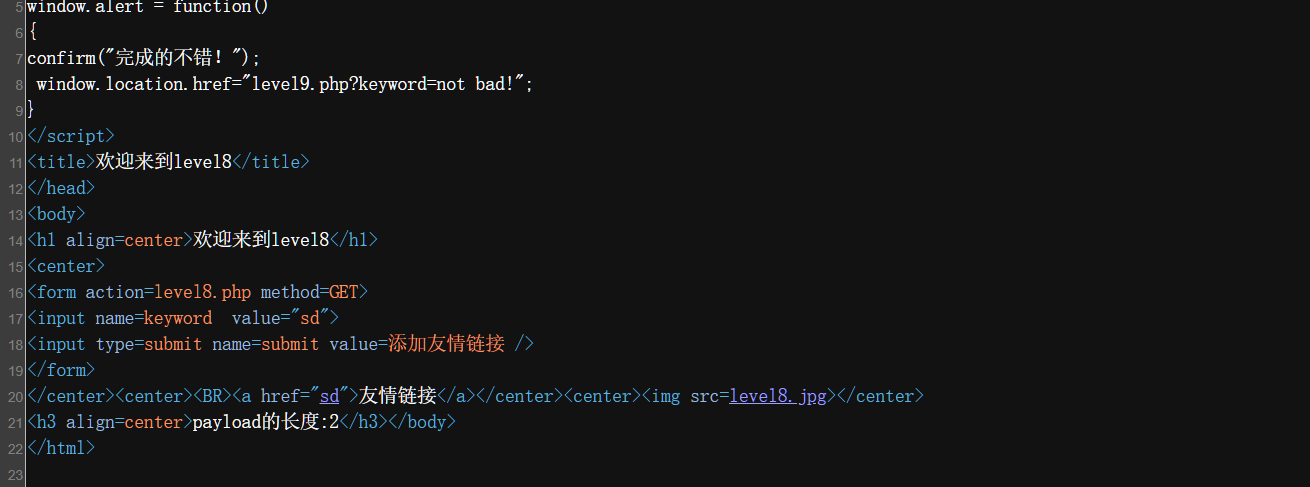 5 window.alert = function()
6 {
7 confirm("完成的不错！");
8  window.location.href="level9.php?keyword=not bad!";
9 }
10 </script>
11 <title>欢迎来到level8</title>
12 </head>
13 <body>
14 <h1 align=center>欢迎来到level8</h1>
15 <center>
16 <form action=level8.php method=GET>
17 <input name=keyword  value="sd">
18 <input type=submit name=submit value=添加友情链接 />
19 </form>
20 </center><center><BR><a href="sd">友情链接</a></center><center><img src=level8.jpg></center>
21 <h3 align=center>payload的长度:2</h3></body>
22 </html>
23